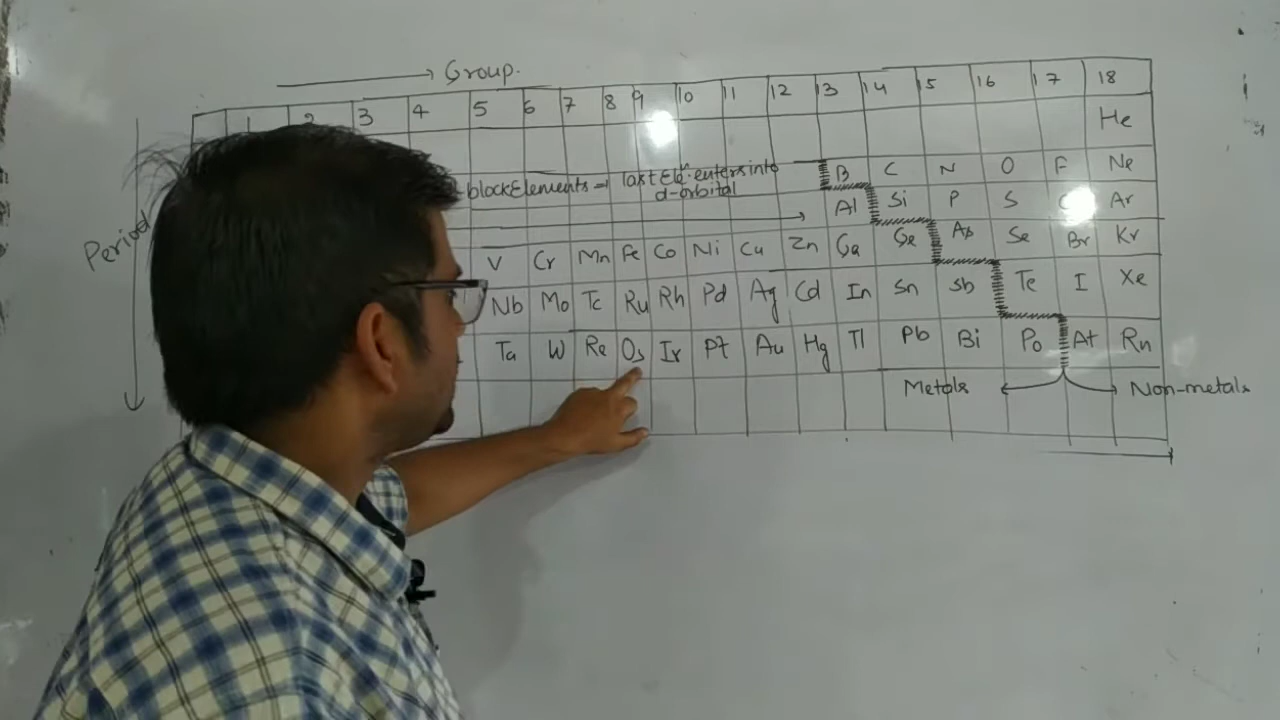 Group.
1 2 3 4 5 6 7 8 9 10 11 12 13 14 15 16 17 18
He
B C N O F Ne
blockElements → last Elⁿ enters into
d-orbital
Al Si P S Ar
Period
V Cr Mn Fe Co Ni Cu Zn Ga Ge As Se Br Kr
Nb Mo Tc Ru Rh Pd Ag Cd In Sn Sb Te I Xe
Ta W Re Os Ir Pt Au Hg Tl Pb Bi Po At Rn
Metals Non-metals